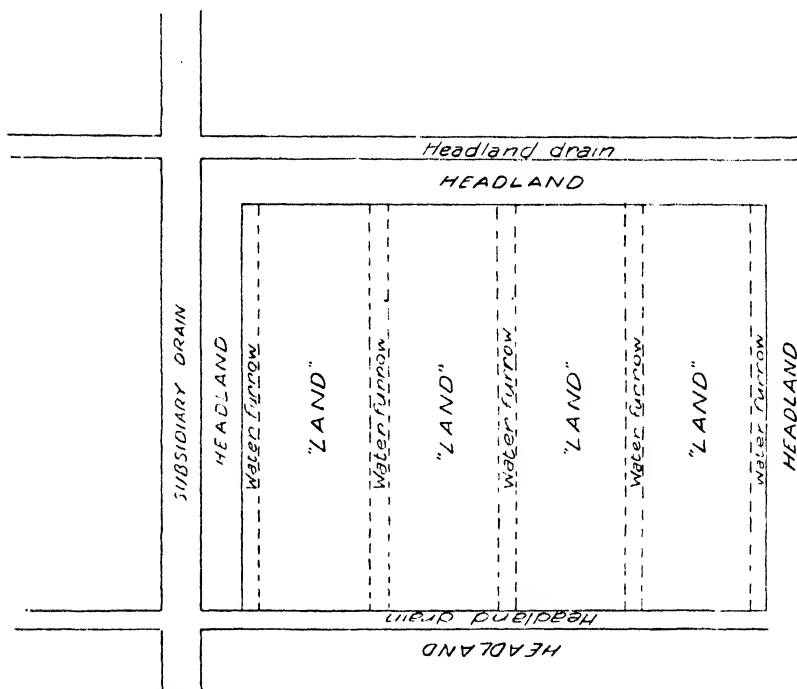 Headland drain
HEADLAND
SUBSIDIARY DRAIN
HEADLAND
Water furrow
"LAND"
Water furrow
"LAND"
Water furrow
"LAND"
Water furrow
"LAND"
Water furrow
HEADLAND
Headland drain
HEADLAND